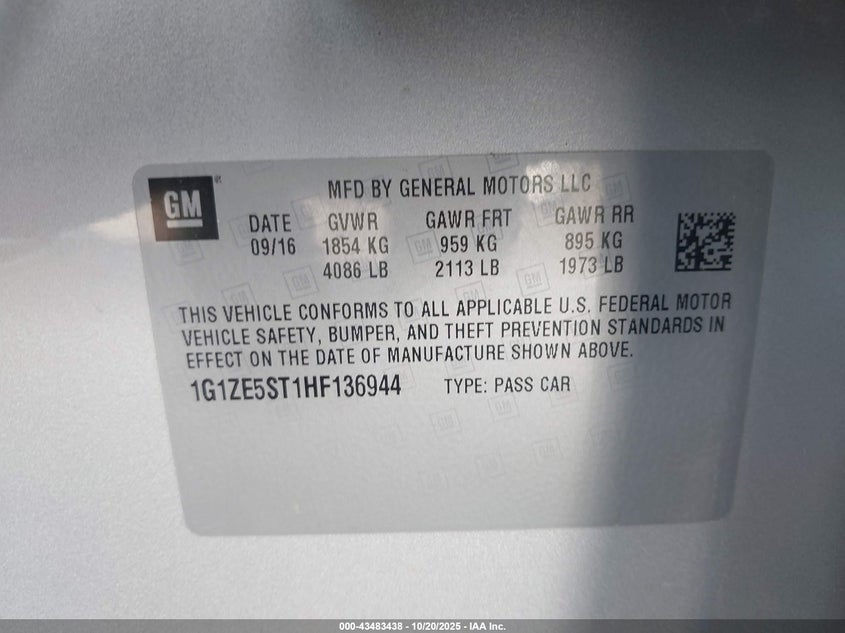 GM
MFD BY GENERAL MOTORS LLC
DATE GVWR GAWR FRT GAWR RR
09/16 1854 KG 959 KG 895 KG
4086 LB 2113 LB 1973 LB
THIS VEHICLE CONFORMS TO ALL APPLICABLE U.S. FEDERAL MOTOR
VEHICLE SAFETY, BUMPER, AND THEFT PREVENTION STANDARDS IN
EFFECT ON THE DATE OF MANUFACTURE SHOWN ABOVE.
1G1ZE5ST1HF136944 TYPE: PASS CAR
000-43483438 - 10/20/2025 - IAA Inc.